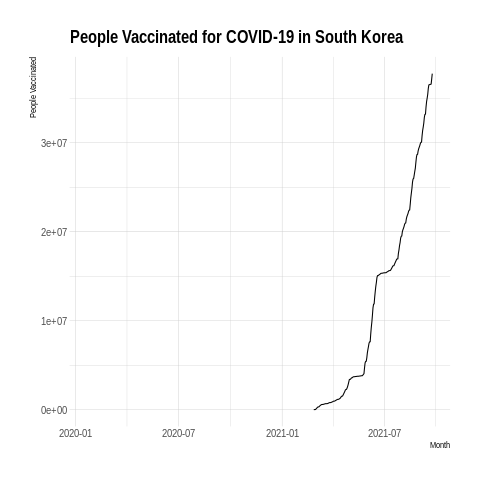 People Vaccinated for COVID-19 in South Korea
People Vaccinated
3e+07
2e+07
1e+07
0e+00
2020-01 2020-07 2021-01 2021-07
Month